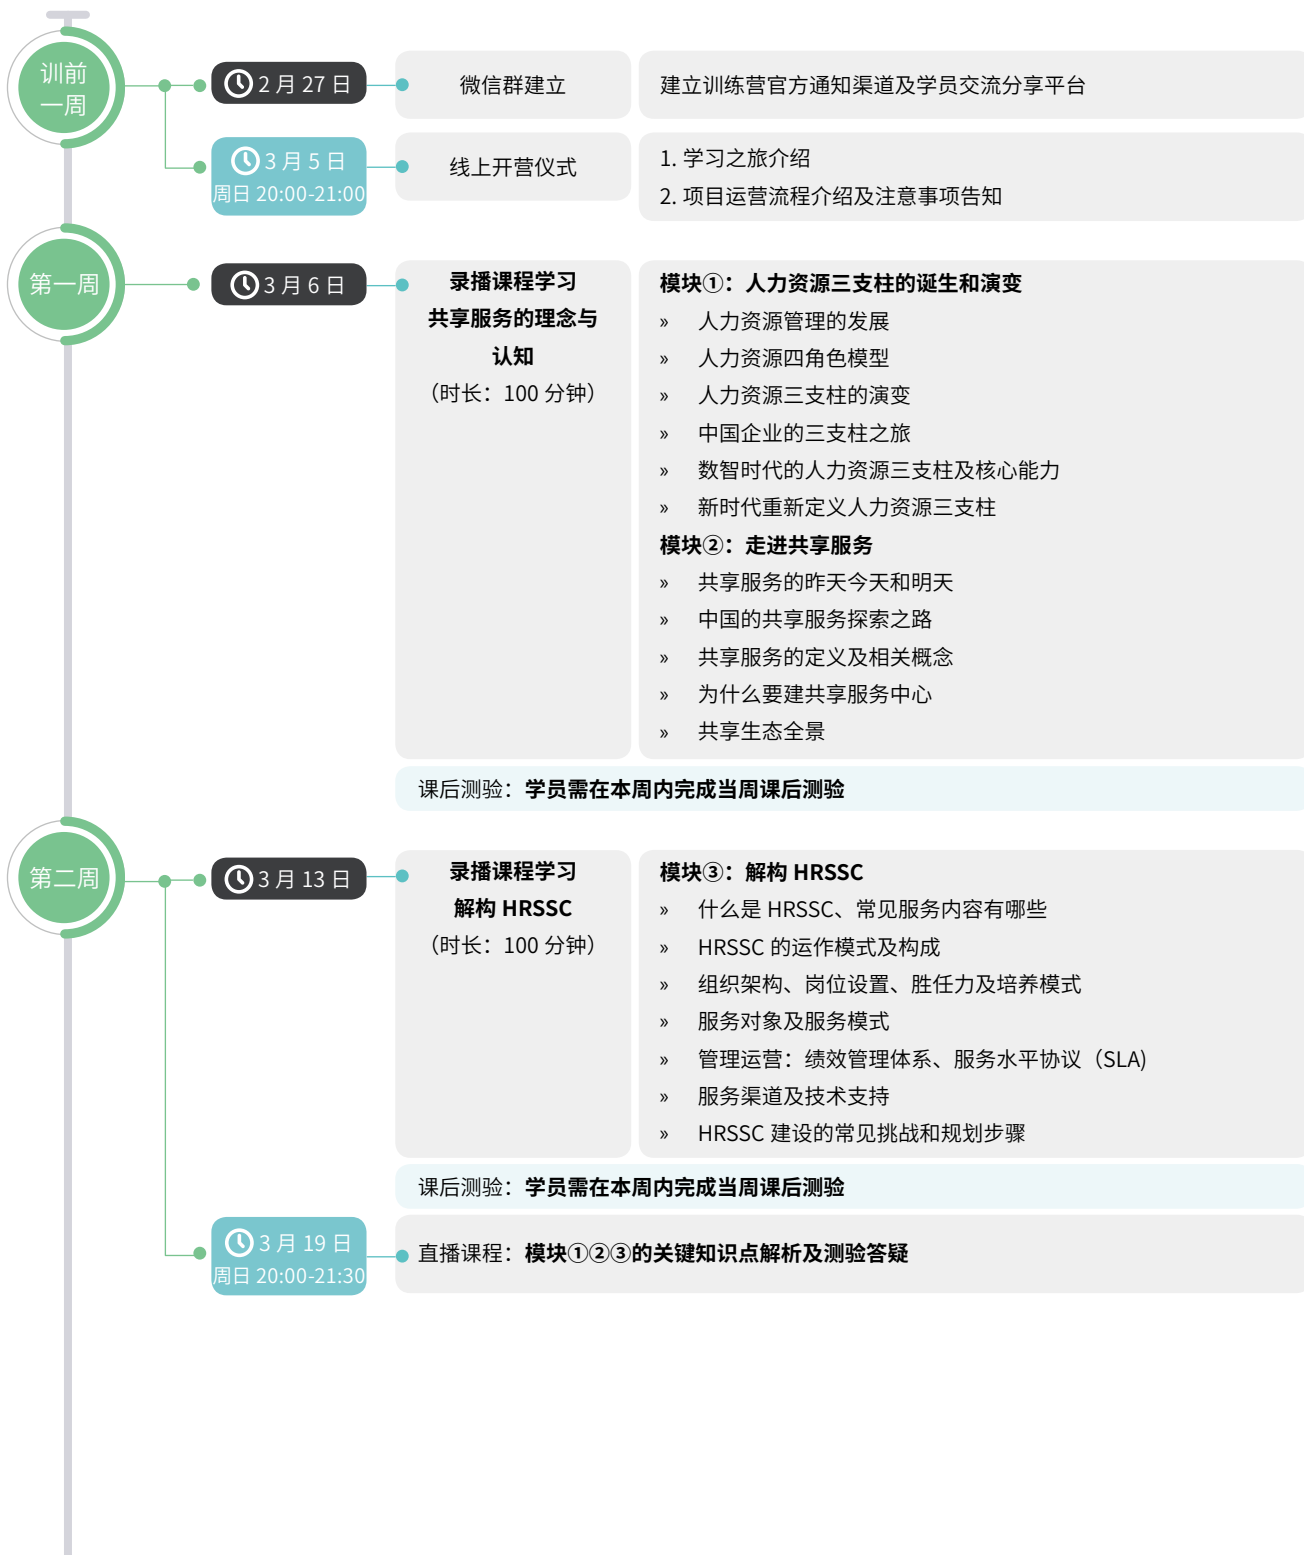 训前
一周
2 月 27 日
微信群建立
建立训练营官方通知渠道及学员交流分享平台
3 月 5 日
周日 20:00-21:00
线上开营仪式
1. 学习之旅介绍
2. 项目运营流程介绍及注意事项告知
第一周
3 月 6 日
录播课程学习
共享服务的理念与
认知
（时长：100 分钟）
模块①：人力资源三支柱的诞生和演变
» 人力资源管理的发展
» 人力资源四角色模型
» 人力资源三支柱的演变
» 中国企业的三支柱之旅
» 数智时代的人力资源三支柱及核心能力
» 新时代重新定义人力资源三支柱
模块②：走进共享服务
» 共享服务的昨天今天和明天
» 中国的共享服务探索之路
» 共享服务的定义及相关概念
» 为什么要建共享服务中心
» 共享生态全景
课后测验：学员需在本周内完成当周课后测验
第二周
3 月 13 日
录播课程学习
解构 HRSSC
（时长：100 分钟）
模块③：解构 HRSSC
» 什么是 HRSSC、常见服务内容有哪些
» HRSSC 的运作模式及构成
» 组织架构、岗位设置、胜任力及培养模式
» 服务对象及服务模式
» 管理运营：绩效管理体系、服务水平协议（SLA)
» 服务渠道及技术支持
» HRSSC 建设的常见挑战和规划步骤
课后测验：学员需在本周内完成当周课后测验
3 月 19 日
周日 20:00-21:30
直播课程：模块①②③的关键知识点解析及测验答疑